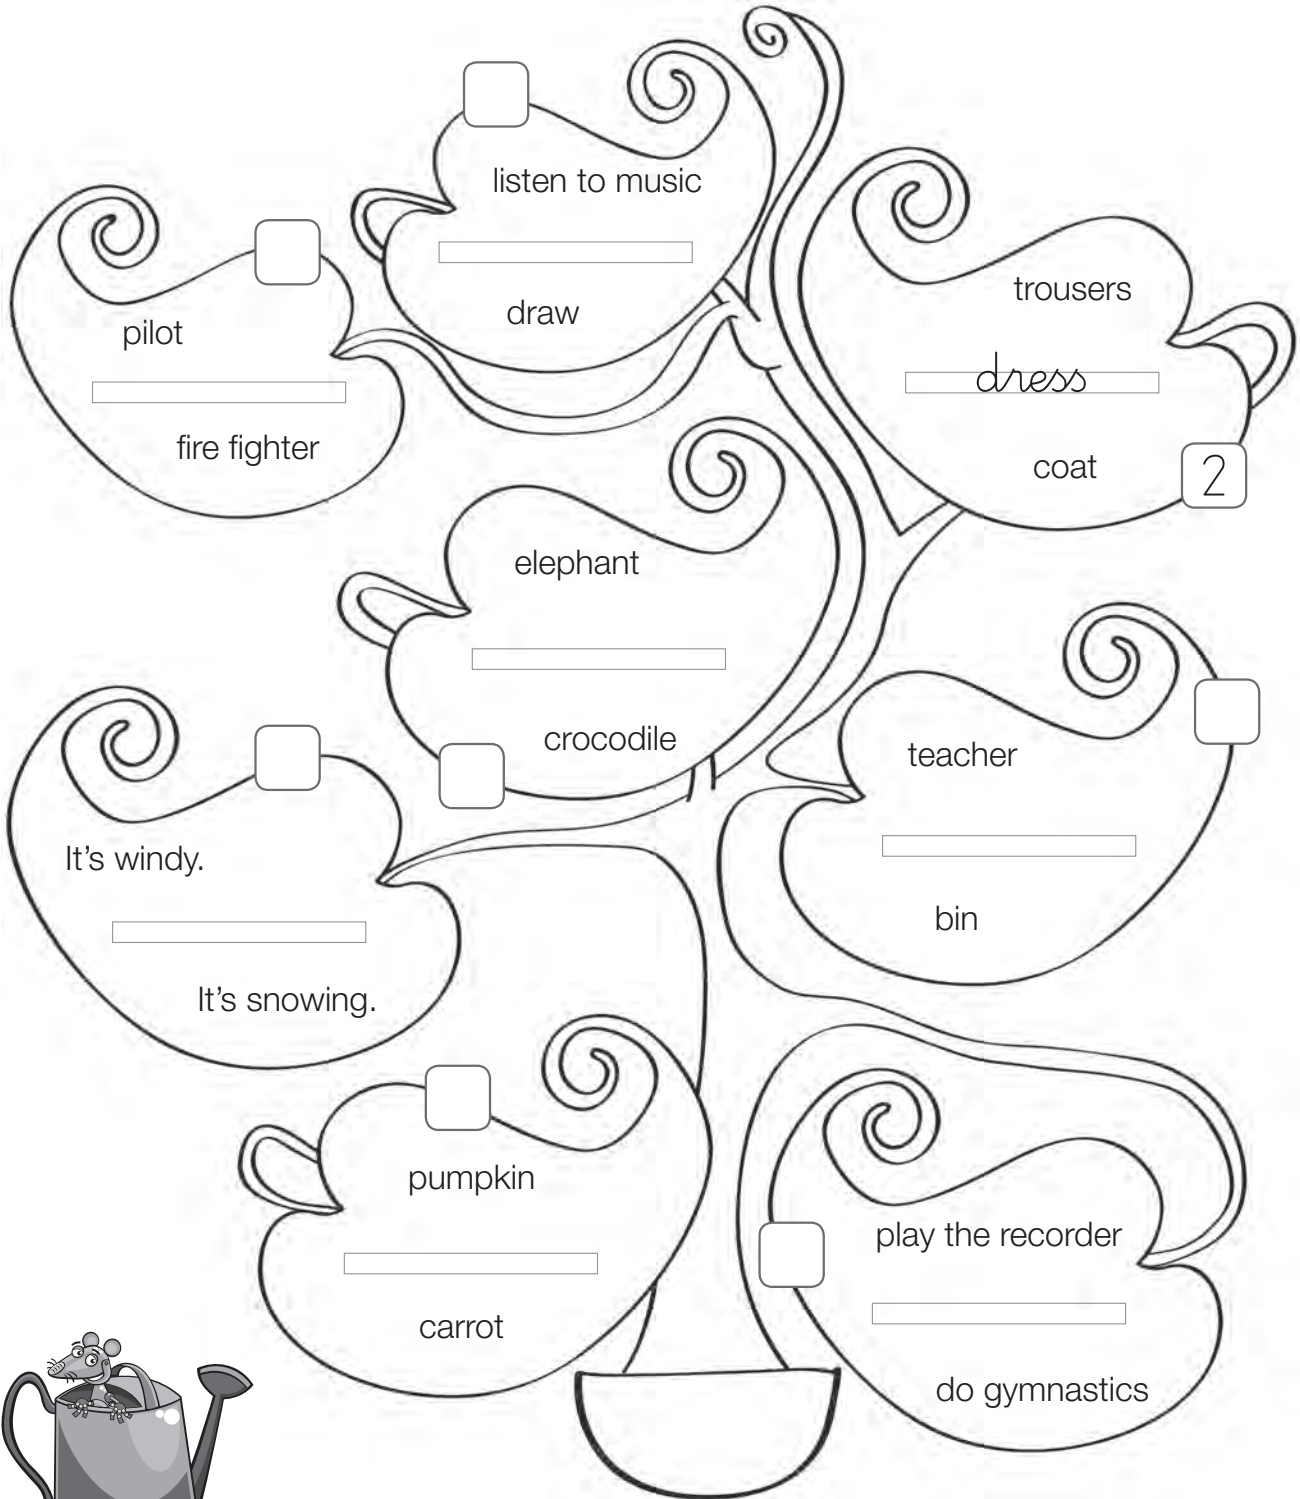 listen to music
draw
pilot
fire fighter
trousers
dress
coat
2
elephant
crocodile
teacher
bin
It's windy.
It's snowing.
pumpkin
carrot
play the recorder
do gymnastics